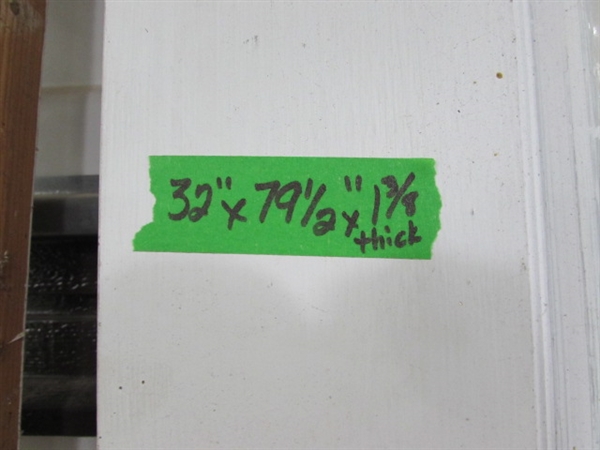 32" x 79 1/2" x 1 3/8
thick